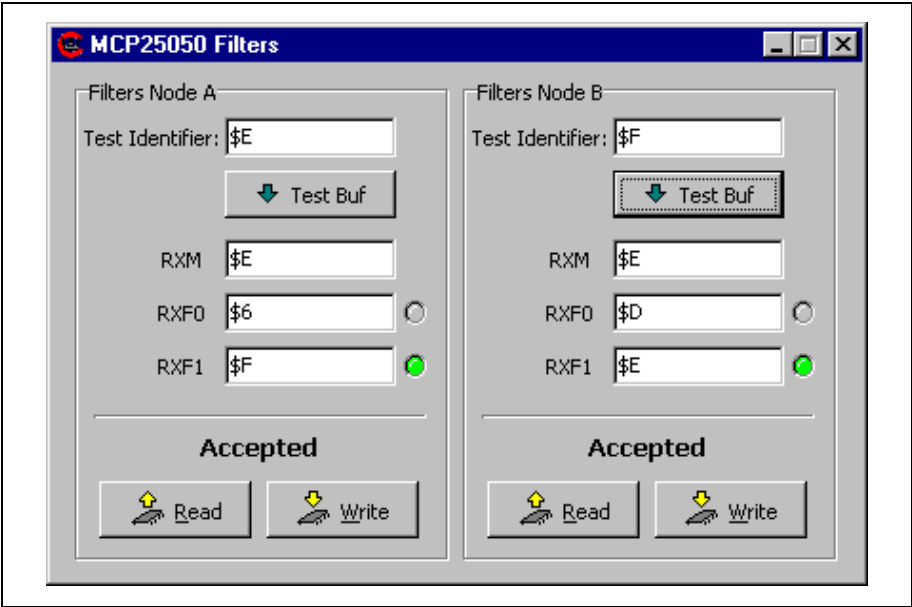 MCP25050 Filters
Filters Node A
Test Identifier: $E
Test Buf
RXM $E
RXF0 $6
RXF1 $F
Accepted
Read Write
Filters Node B
Test Identifier: $F
Test Buf
RXM $E
RXF0 $D
RXF1 $E
Accepted
Read Write